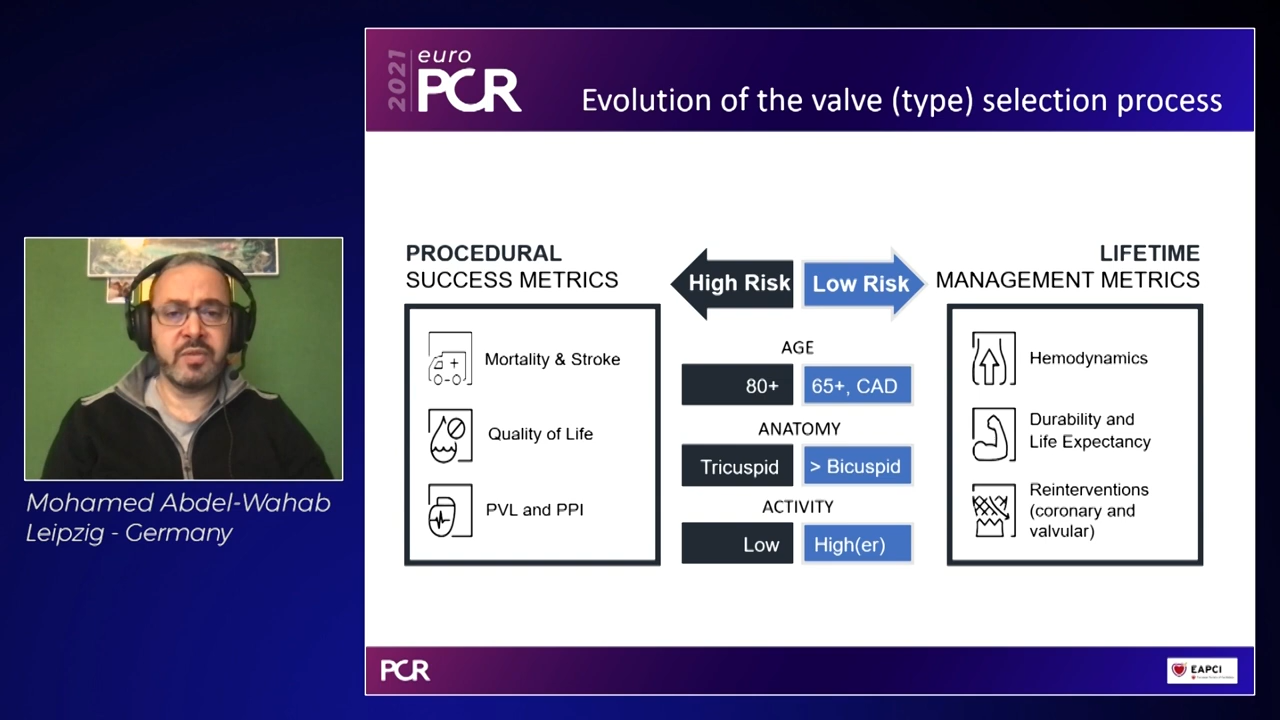 2021
euro
PCR
Evolution of the valve (type) selection process
PROCEDURAL
SUCCESS METRICS
Mortality & Stroke
Quality of Life
PVL and PPI
High Risk
Low Risk
AGE
80+
65+, CAD
ANATOMY
Tricuspid
> Bicuspid
ACTIVITY
Low
High(er)
LIFETIME
MANAGEMENT METRICS
Hemodynamics
Durability and
Life Expectancy
Reinterventions
(coronary and
valvular)
Mohamed Abdel-Wahab
Leipzig - Germany
PCR
EAPCI